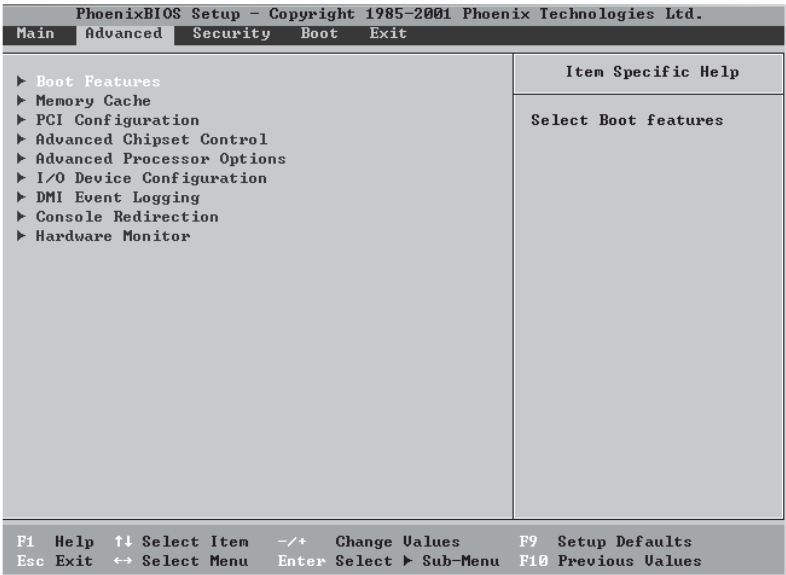 PhoenixBIOS Setup – Copyright 1985-2001 Phoenix Technologies Ltd.
Main Advanced Security Boot Exit
Item Specific Help
▶ Boot Features
▶ Memory Cache
▶ PCI Configuration
▶ Advanced Chipset Control
▶ Advanced Processor Options
▶ I/O Device Configuration
▶ DMI Event Logging
▶ Console Redirection
▶ Hardware Monitor
Select Boot features
F1 Help ↑↓ Select Item -/+ Change Values F9 Setup Defaults
Esc Exit ↔ Select Menu Enter Select ▶ Sub-Menu F10 Previous Values